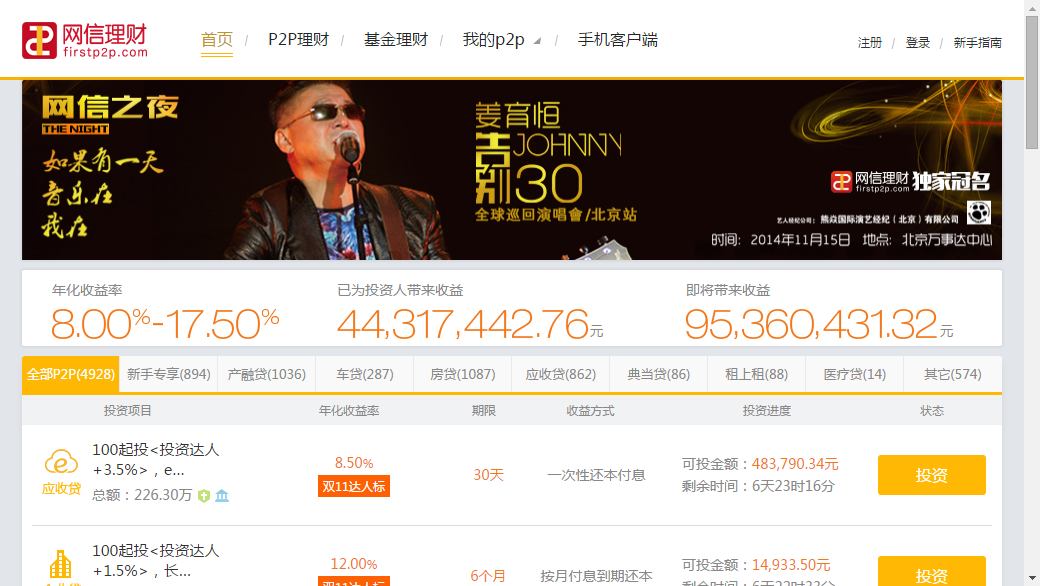 网信理财
firstp2p.com
首页 / P2P理财 / 基金理财 / 我的p2p / 手机客户端
注册 / 登录 / 新手指南
网信之夜
THE NIGHT
如果有一天
音乐在
我在
姜育恒
告别
JOHNNY
30
全球巡回演唱會/北京站
网信理财
firstp2p.com
独家冠名
艺人经纪公司：熊焱国际演艺经纪（北京）有限公司
时间： 2014年11月15日 地点： 北京万事达中心
年化收益率
8.00%-17.50%
已为投资人带来收益
44,317,442.76元
即将带来收益
95,360,431.32元
全部P2P(4928) 新手专享(894) 产融贷(1036) 车贷(287) 房贷(1087) 应收贷(862) 典当贷(86) 租上租(88) 医疗贷(14) 其它(574)
投资项目 年化收益率 期限 收益方式 投资进度 状态
应收贷
100起投<投资达人
+3.5%>，e...
总额：226.30万
8.50%
双11达人标
30天
一次性还本付息
可投金额：483,790.34元
剩余时间：6天23时16分
投资
100起投<投资达人
+1.5%>，长...
12.00%
双11达人标
6个月
按月付息到期还本
可投金额：14,933.50元
投资